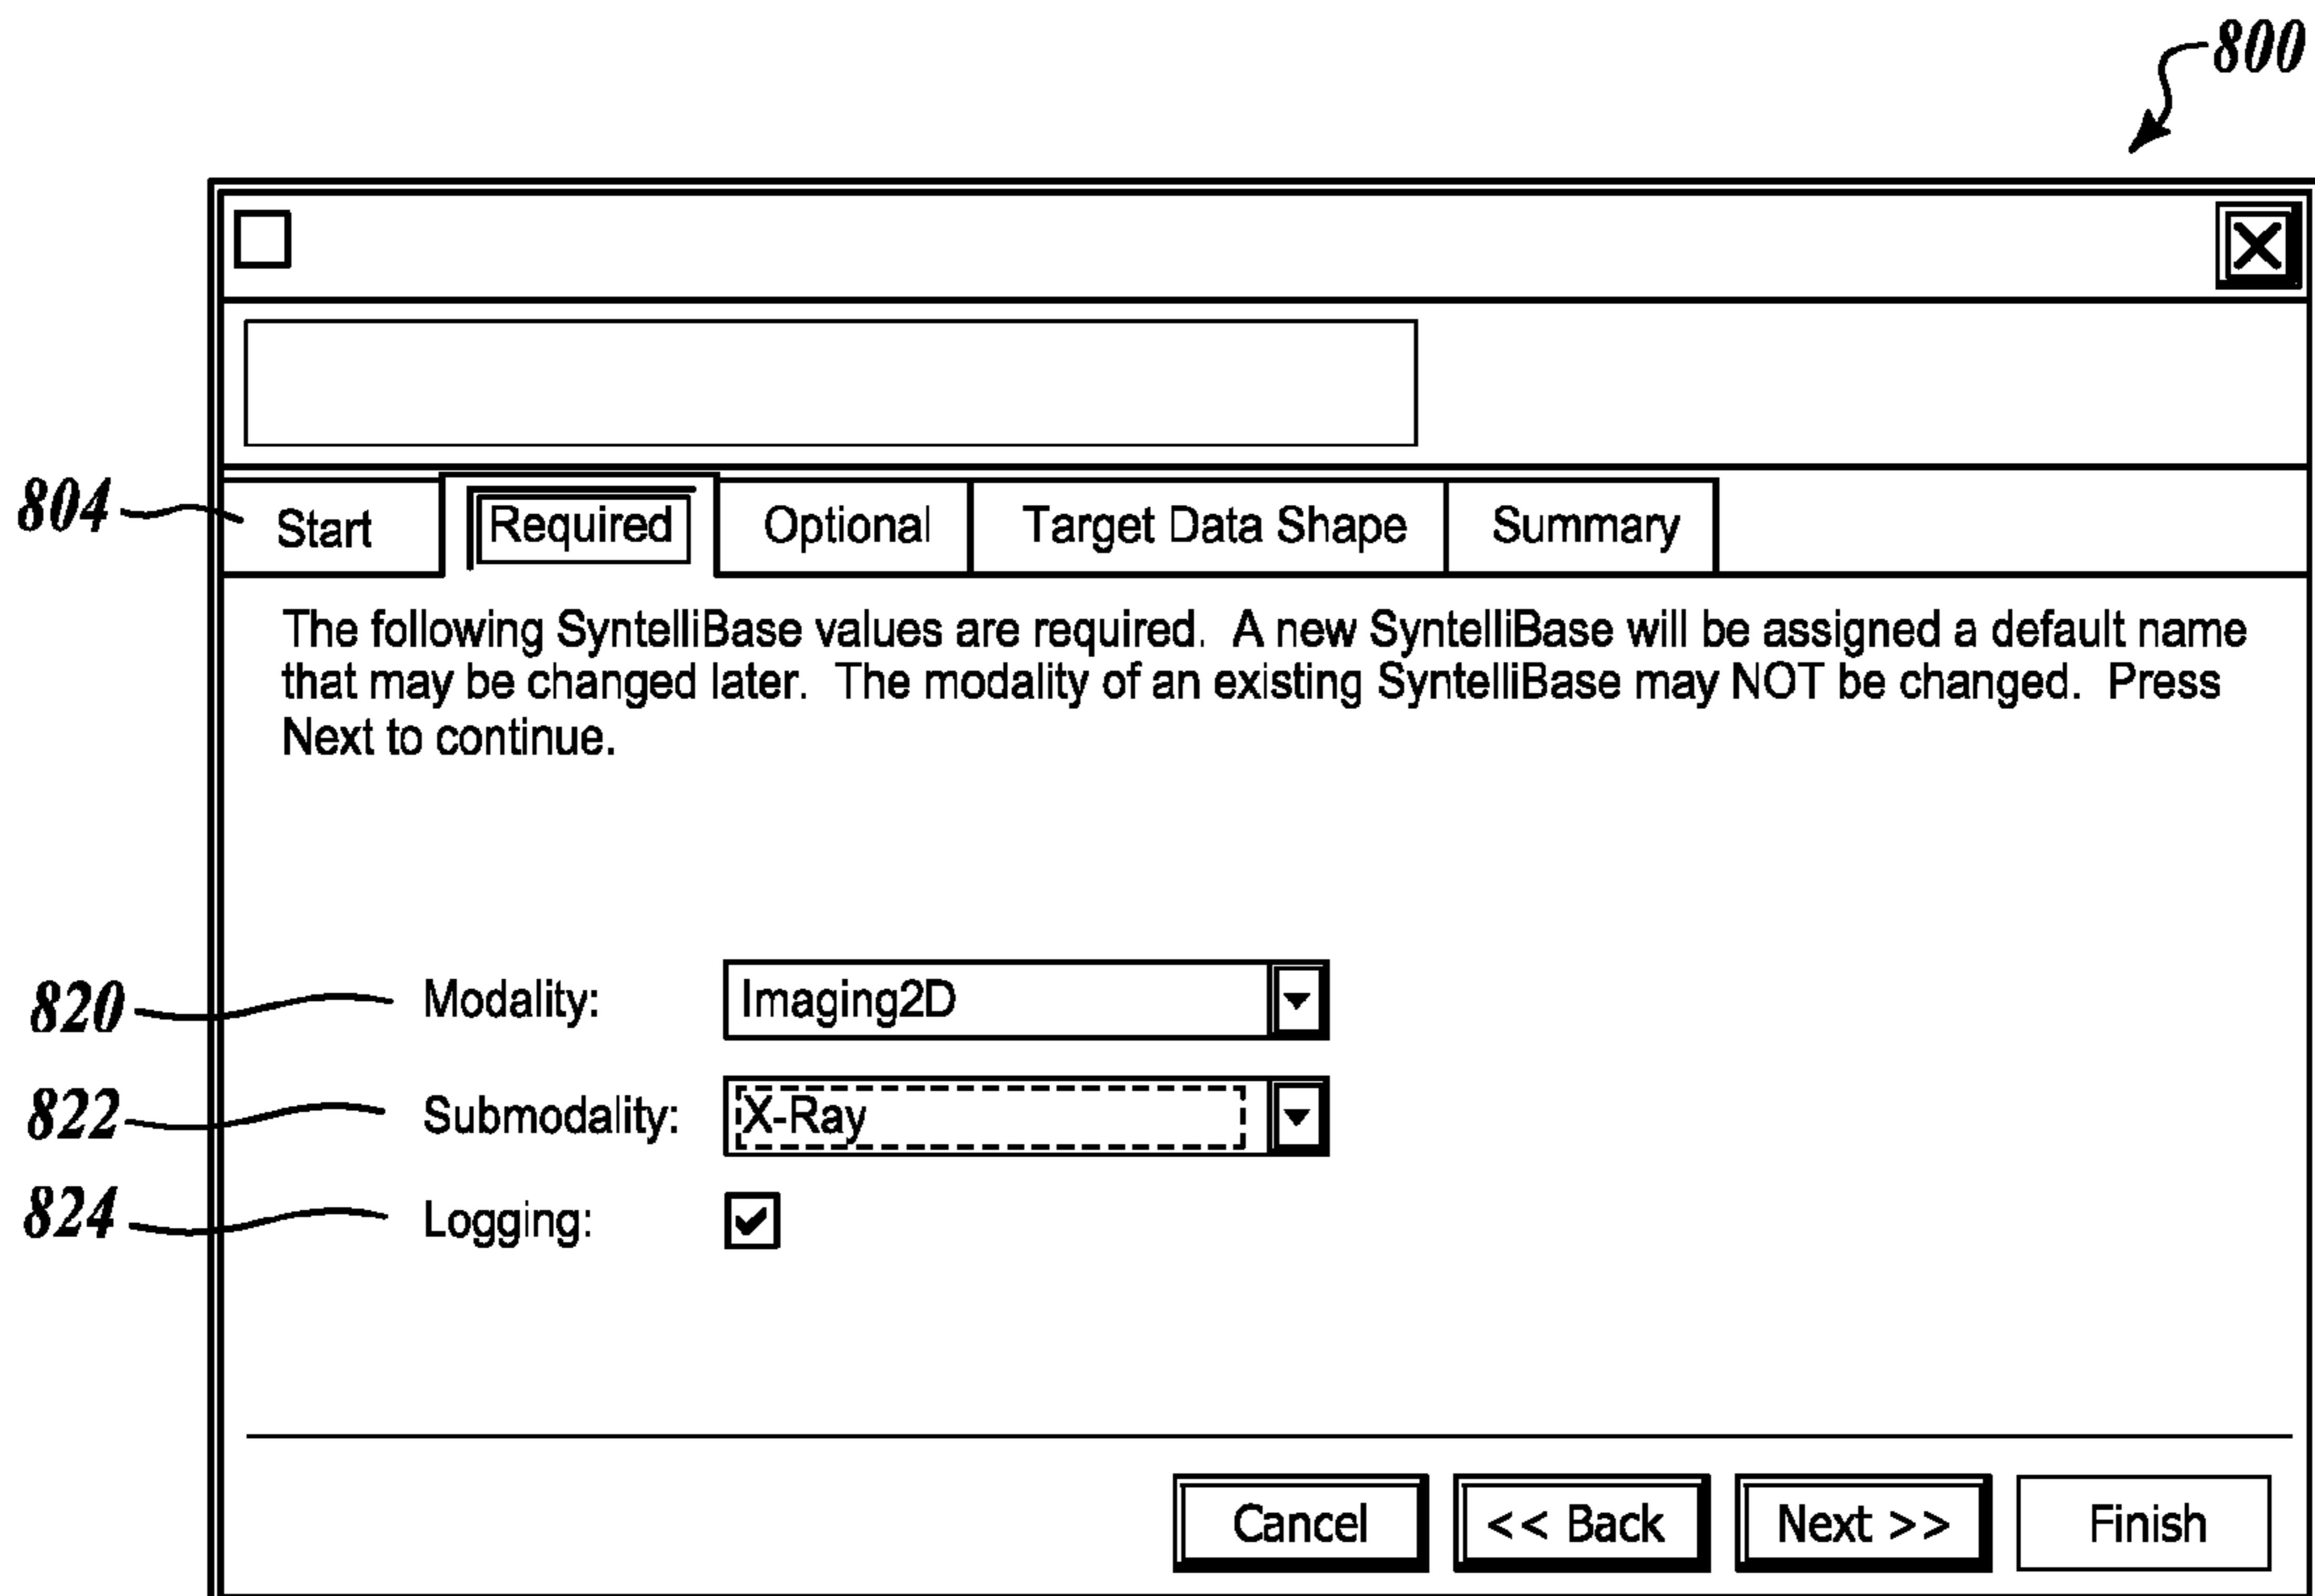 800
804
Start Required Optional Target Data Shape Summary
The following SyntelliBase values are required. A new SyntelliBase will be assigned a default name
that may be changed later. The modality of an existing SyntelliBase may NOT be changed. Press
Next to continue.
820 Modality: Imaging2D
822 Submodality: X-Ray
824 Logging:
Cancel << Back Next >> Finish